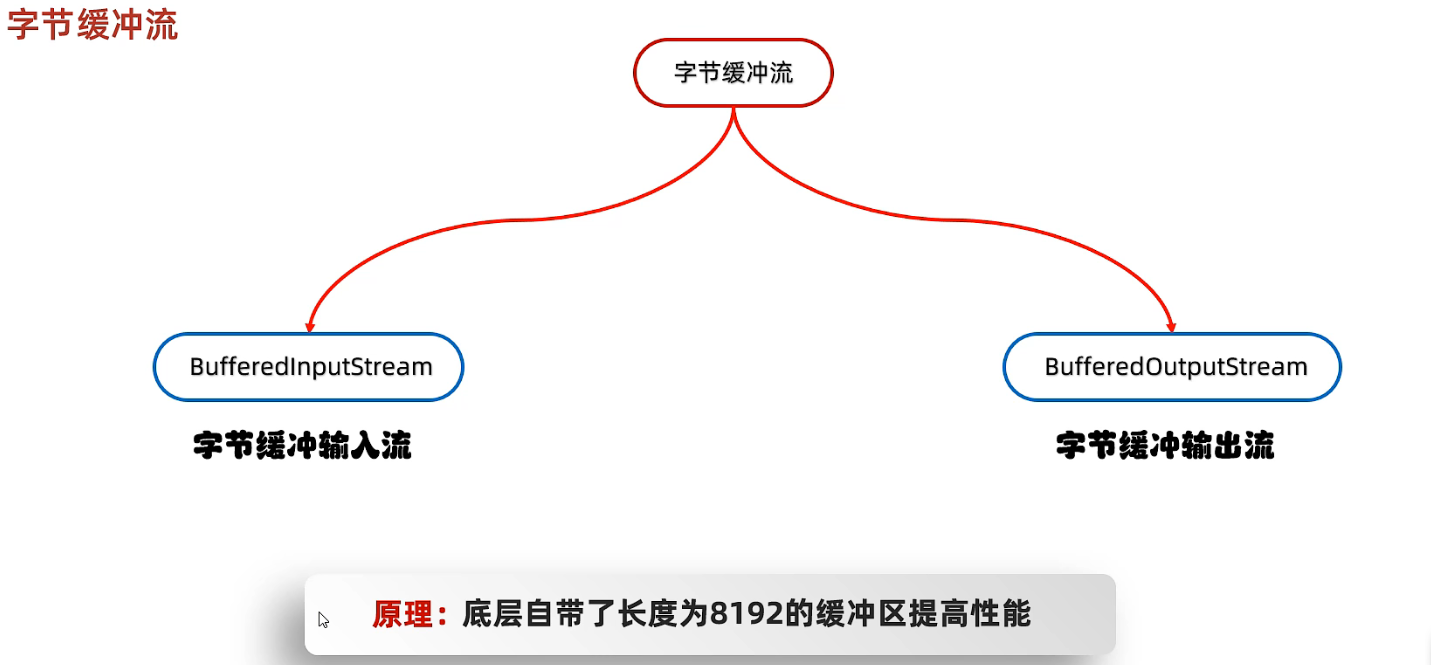 字节缓冲流
字节缓冲流
BufferedInputStream
BufferedOutputStream
字节缓冲输入流
字节缓冲输出流
原理：底层自带了长度为8192的缓冲区提高性能